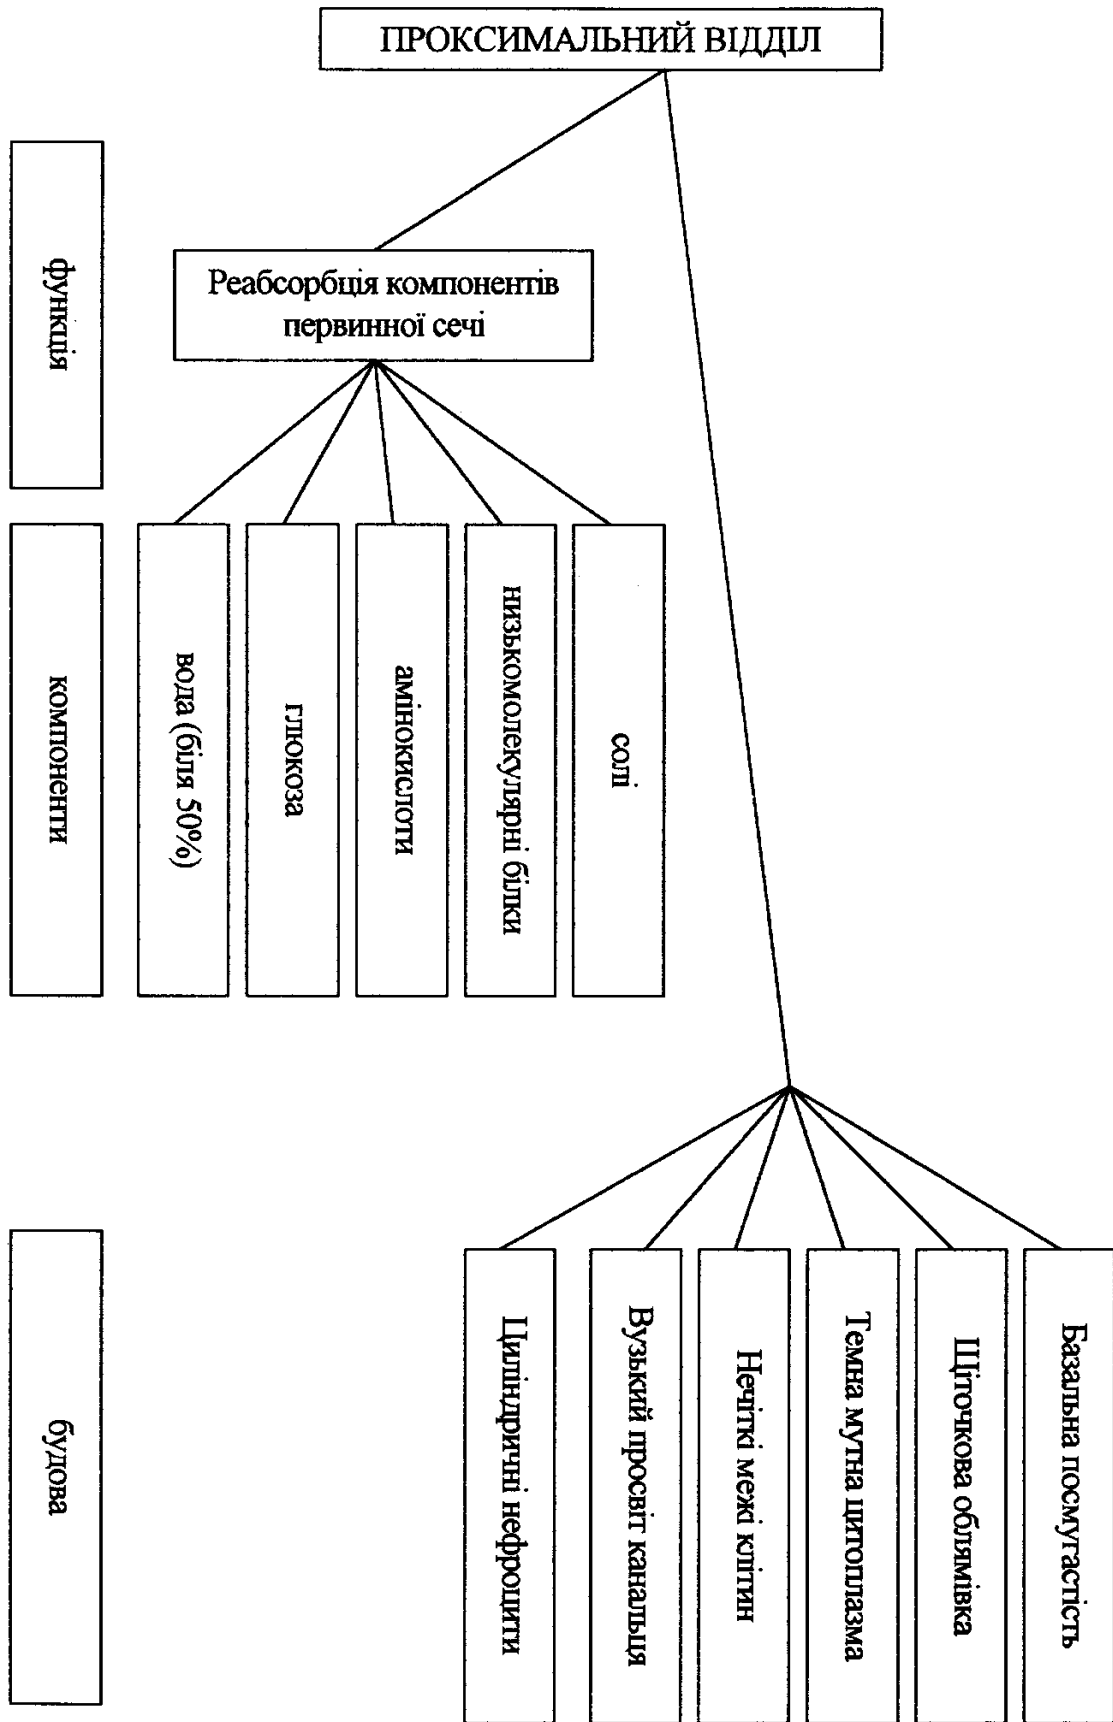 ПРОКСИМАЛЬНИЙ ВІДДІЛ
функція
Реабсорбція компонентів
первинної сечі
компоненти
вода (біля 50%)
глюкоза
амінокислоти
низькомолекулярні білки
солі
будова
Циліндричні нефроцити
Вузький просвіт канальця
Нечіткі межі клітин
Темна мутна цитоплазма
Щіточкова облямівка
Базальна посмугастість